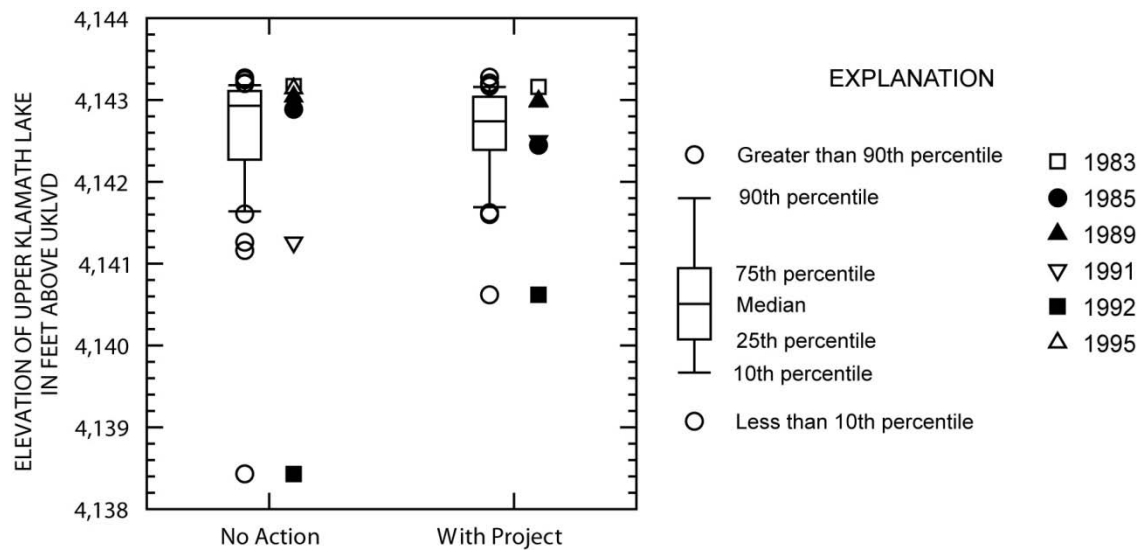 ELEVATION OF UPPER KLAMATH LAKE
IN FEET ABOVE UKLVD
4,144
4,143
4,142
4,141
4,140
4,139
4,138
No Action
With Project
EXPLANATION
Greater than 90th percentile
90th percentile
75th percentile
Median
25th percentile
10th percentile
Less than 10th percentile
1983
1985
1989
1991
1992
1995